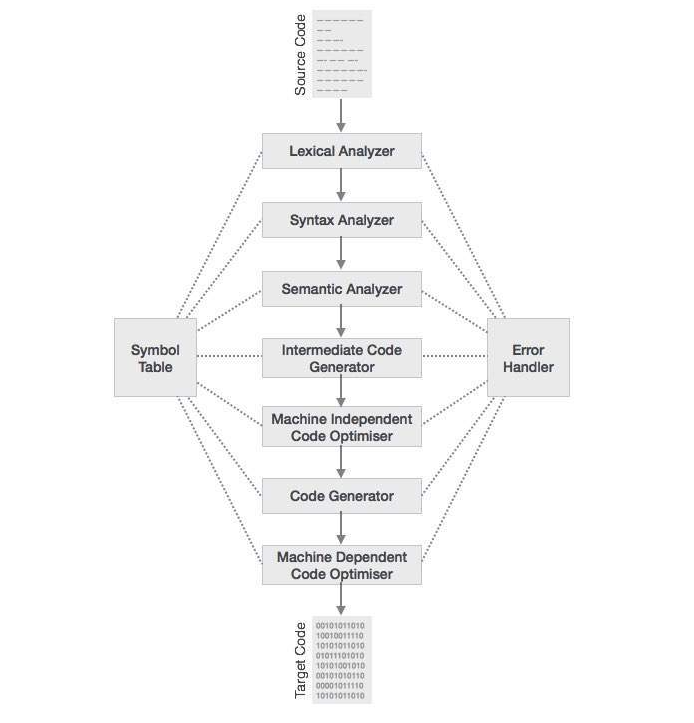 Source Code
Lexical Analyzer
Syntax Analyzer
Semantic Analyzer
Symbol
Table
Intermediate Code
Generator
Error
Handler
Machine Independent
Code Optimiser
Code Generator
Machine Dependent
Code Optimiser
Target Code
00101011010
10010011110
10101011010
01011101010
10101001010
00101010110
00001011110
10101011010